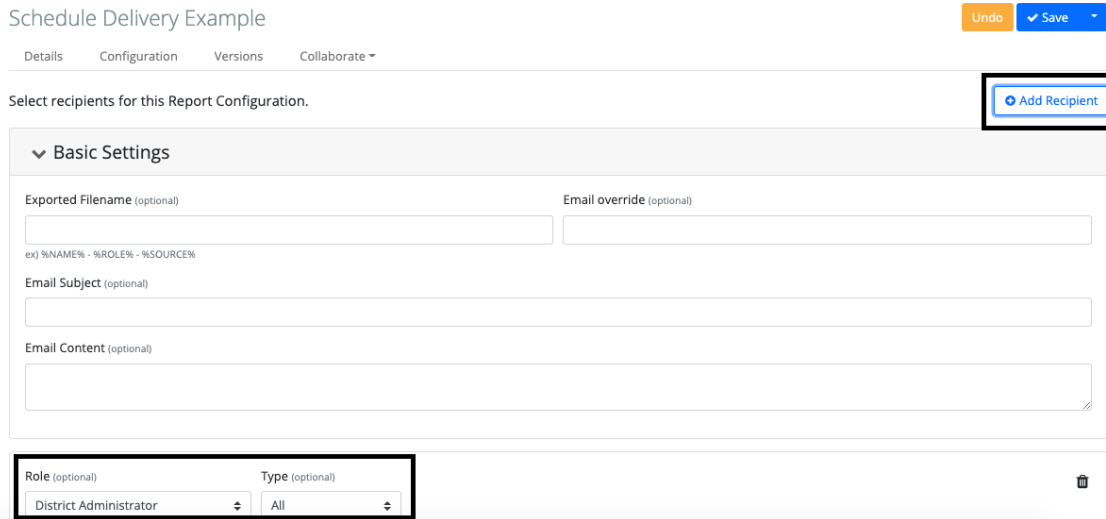 Schedule Delivery Example
Undo
Save
Details Configuration Versions Collaborate
Select recipients for this Report Configuration.
Add Recipient
Basic Settings
Exported Filename (optional) Email override (optional)
ex) %NAME% - %ROLE% - %SOURCE%
Email Subject (optional)
Email Content (optional)
Role (optional) Type (optional)
District Administrator All